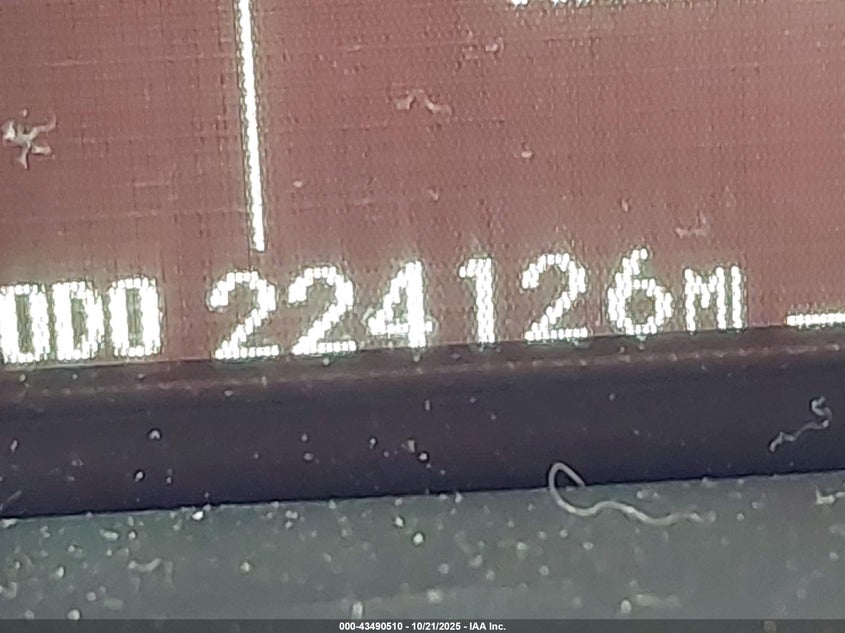 ODO 224126MI
000-43490510 - 10/21/2025 - IAA Inc.